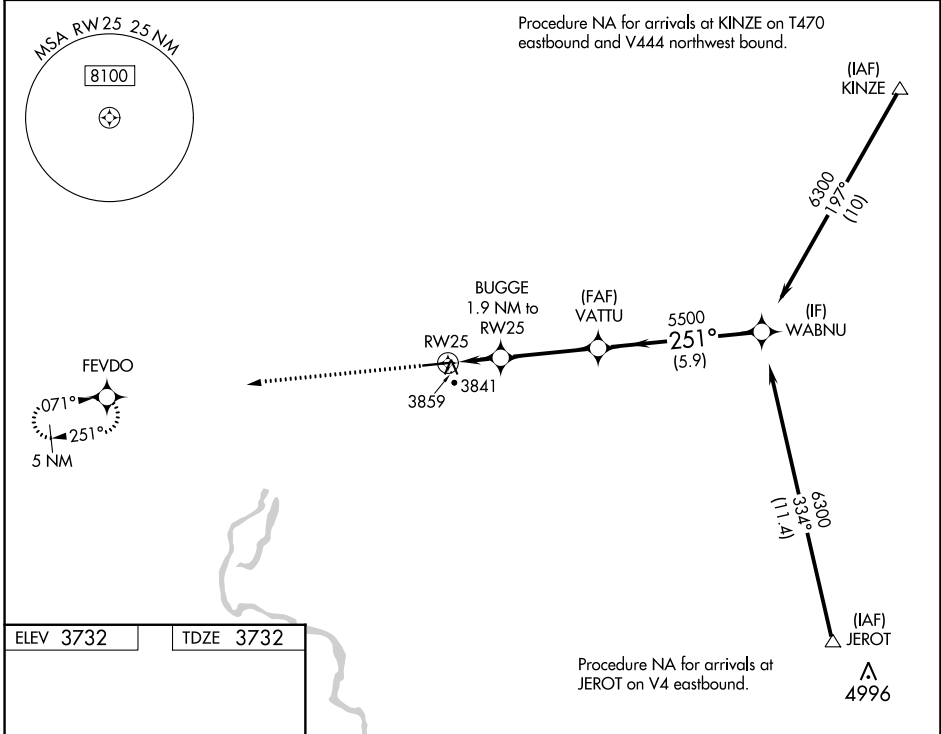 MSA RW25 25 NM
8100
Procedure NA for arrivals at KINZE on T470
eastbound and V444 northwest bound.
(IAF)
KINZE
6300
197°
(10)
BUGGE
1.9 NM to
RW25
(FAF)
VATTU
5500
251°
(5.9)
(IF)
WABNU
RW25
3841
3859
FEVDO
071°
251°
5 NM
6300
334°
(11.4)
(IAF)
JEROT
4996
Procedure NA for arrivals at
JEROT on V4 eastbound.
ELEV 3732
TDZE 3732